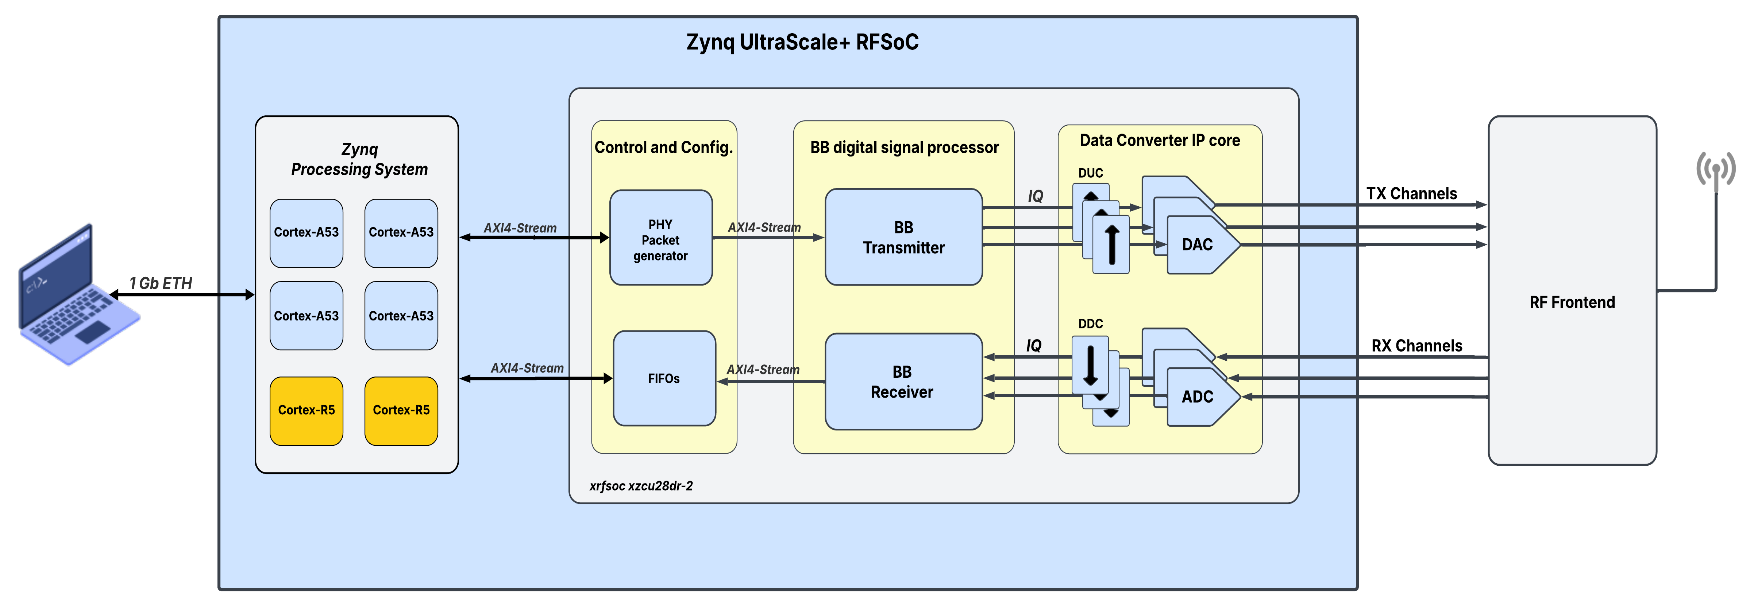 Zynq UltraScale+ RFSoC
Zynq
Processing System
Cortex-A53
Cortex-A53
Cortex-A53
Cortex-A53
Cortex-R5
Cortex-R5
1 Gb ETH
AXI4-Stream
AXI4-Stream
Control and Config.
PHY
Packet
generator
FIFOs
AXI4-Stream
AXI4-Stream
BB digital signal processor
BB
Transmitter
BB
Receiver
IQ
IQ
Data Converter IP core
DUC
DAC
DDC
ADC
xrfsoc xzcu28dr-2
TX Channels
RX Channels
RF Frontend